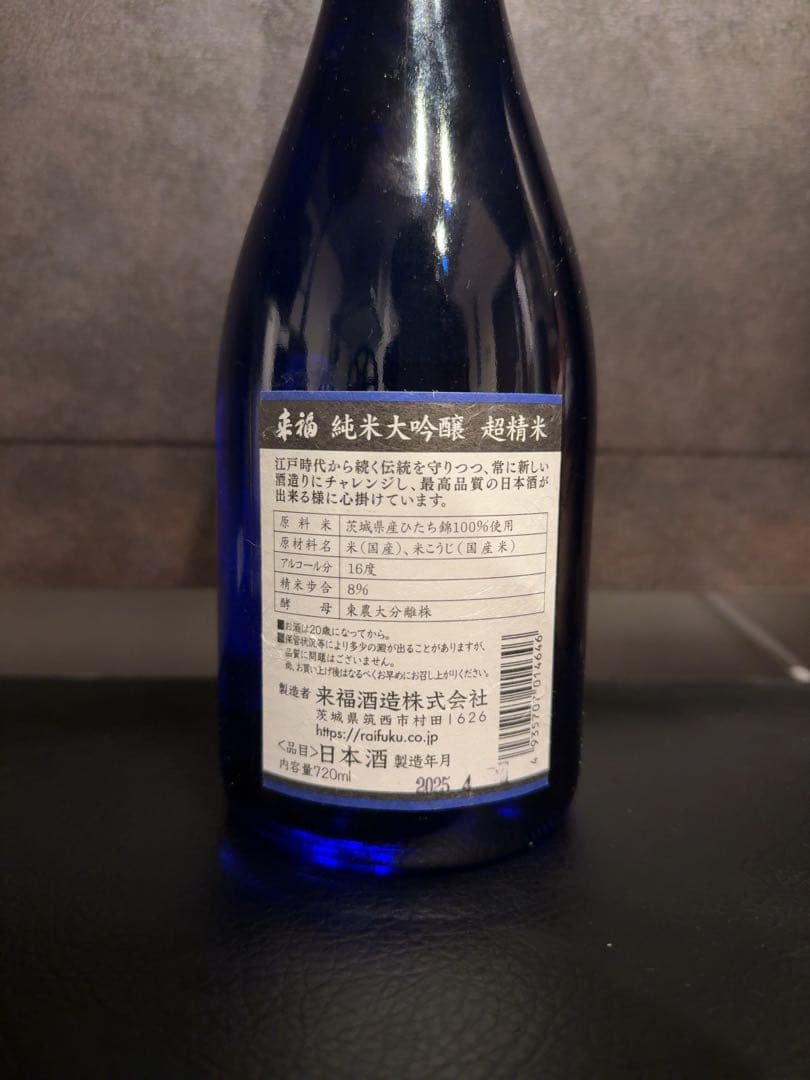 来福 純米大吟醸 超精米
江戸時代から続く伝統を守りつつ、常に新しい
酒造りにチャレンジし、最高品質の日本酒が
出来る様に心掛けています。
原料米 茨城県産ひたち錦100%使用
原材料名 米(国産)、米こうじ(国産米)
アルコール分 16度
精米歩合 8%
酵母 東農大分離株
■お酒は20歳になってから。
■保管状況等により多少の澱が出ることがありますが、
品質に問題はございません。
尚、お買い上げ後はなるべくお早めにお召し上がりください。
製造者 来福酒造株式会社
茨城県筑西市村田1626
https://raifuku.co.jp
<品目>日本酒 製造年月
内容量720ml
2025. 4
4 935707 014646